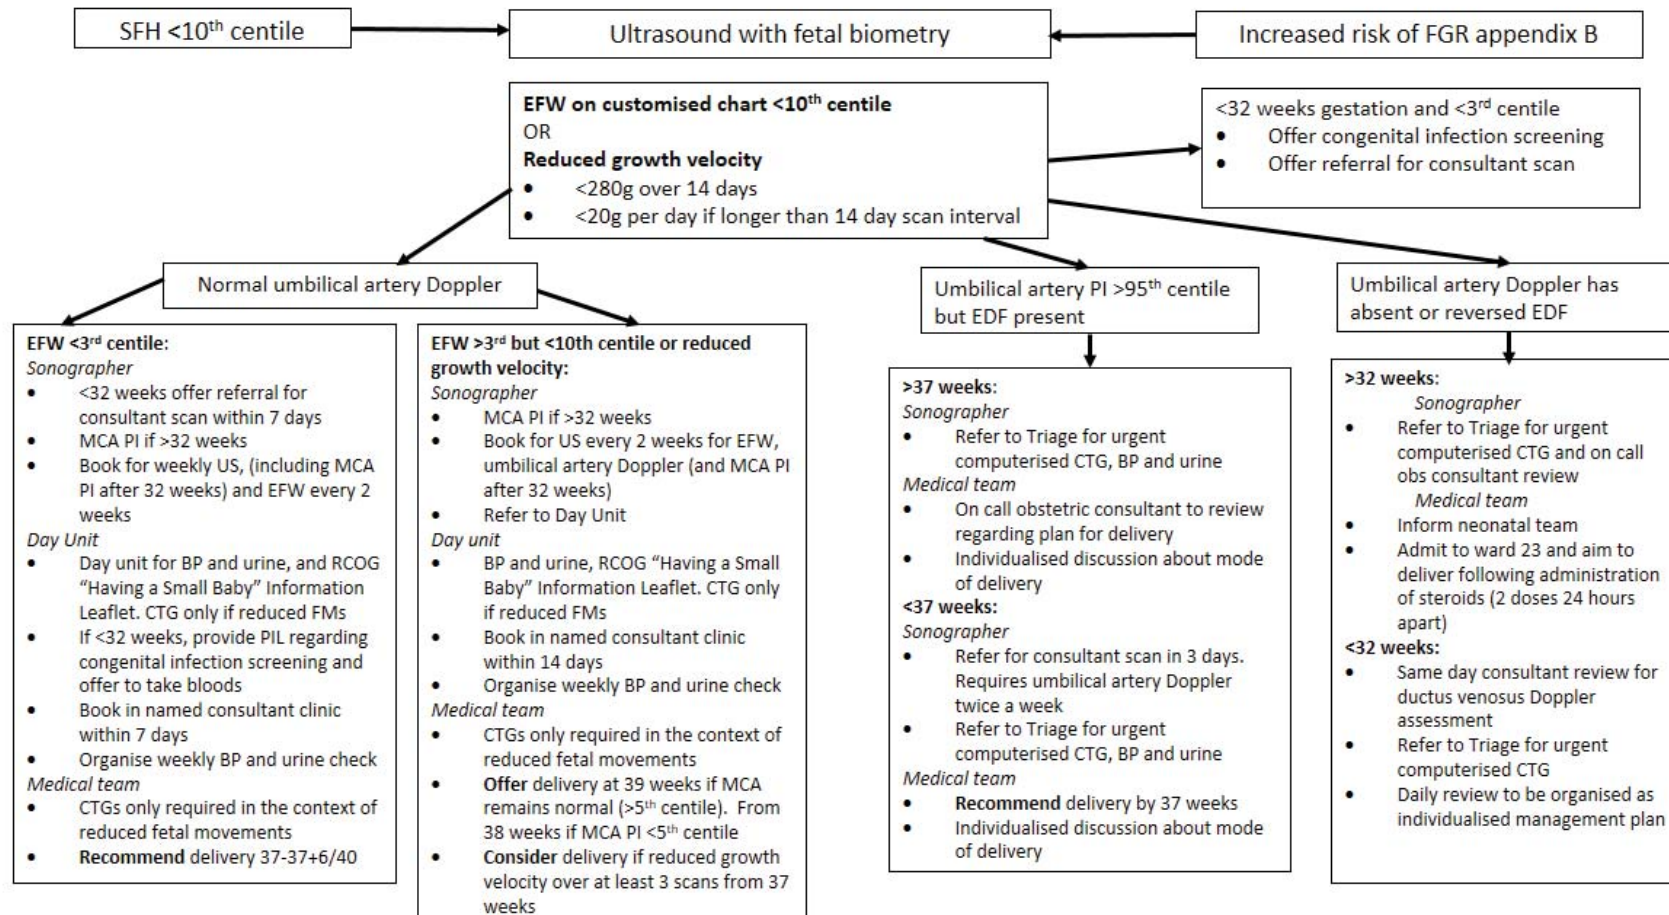 SFH <10th centile
Ultrasound with fetal biometry
Increased risk of FGR appendix B
EFW on customised chart <10th centile
OR
Reduced growth velocity
• <280g over 14 days
• <20g per day if longer than 14 day scan interval
<32 weeks gestation and <3rd centile
• Offer congenital infection screening
• Offer referral for consultant scan
Normal umbilical artery Doppler
Umbilical artery PI >95th centile
but EDF present
Umbilical artery Doppler has
absent or reversed EDF
EFW <3rd centile:
Sonographer
• <32 weeks offer referral for
consultant scan within 7 days
• MCA PI if >32 weeks
• Book for weekly US, (including MCA
PI after 32 weeks) and EFW every 2
weeks
Day Unit
• Day unit for BP and urine, and RCOG
"Having a Small Baby" Information
Leaflet. CTG only if reduced FMs
• If <32 weeks, provide PIL regarding
congenital infection screening and
offer to take bloods
• Book in named consultant clinic
within 7 days
• Organise weekly BP and urine check
Medical team
• CTGs only required in the context of
reduced fetal movements
• Recommend delivery 37-37+6/40
EFW >3rd but <10th centile or reduced
growth velocity:
Sonographer
• MCA PI if >32 weeks
• Book for US every 2 weeks for EFW,
umbilical artery Doppler (and MCA PI
after 32 weeks)
• Refer to Day Unit
Day unit
• BP and urine, RCOG "Having a Small
Baby" Information Leaflet. CTG only
if reduced FMs
• Book in named consultant clinic
within 14 days
• Organise weekly BP and urine check
Medical team
• CTGs only required in the context of
reduced fetal movements
• Offer delivery at 39 weeks if MCA
remains normal (>5th centile). From
38 weeks if MCA PI <5th centile
• Consider delivery if reduced growth
velocity over at least 3 scans from 37
weeks
>37 weeks:
Sonographer
• Refer to Triage for urgent
computerised CTG, BP and urine
Medical team
• On call obstetric consultant to review
regarding plan for delivery
• Individualised discussion about mode
of delivery
<37 weeks:
Sonographer
• Refer for consultant scan in 3 days.
Requires umbilical artery Doppler
twice a week
• Refer to Triage for urgent
computerised CTG, BP and urine
Medical team
• Recommend delivery by 37 weeks
• Individualised discussion about mode
of delivery
>32 weeks:
Sonographer
• Refer to Triage for urgent
computerised CTG and on call
obs consultant review
Medical team
• Inform neonatal team
• Admit to ward 23 and aim to
deliver following administration
of steroids (2 doses 24 hours
apart)
<32 weeks:
• Same day consultant review for
ductus venosus Doppler
assessment
• Refer to Triage for urgent
computerised CTG
• Daily review to be organised as
individualised management plan